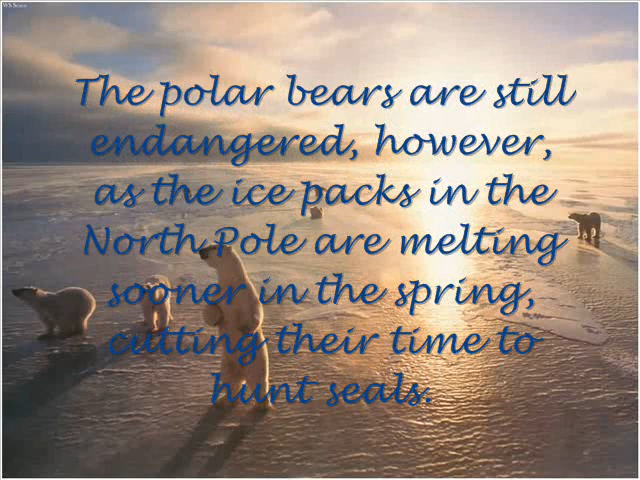 The polar bears are still
endangered, however,
as the ice packs in the
North Pole are melting
sooner in the spring,
cutting their time to
hunt seals.